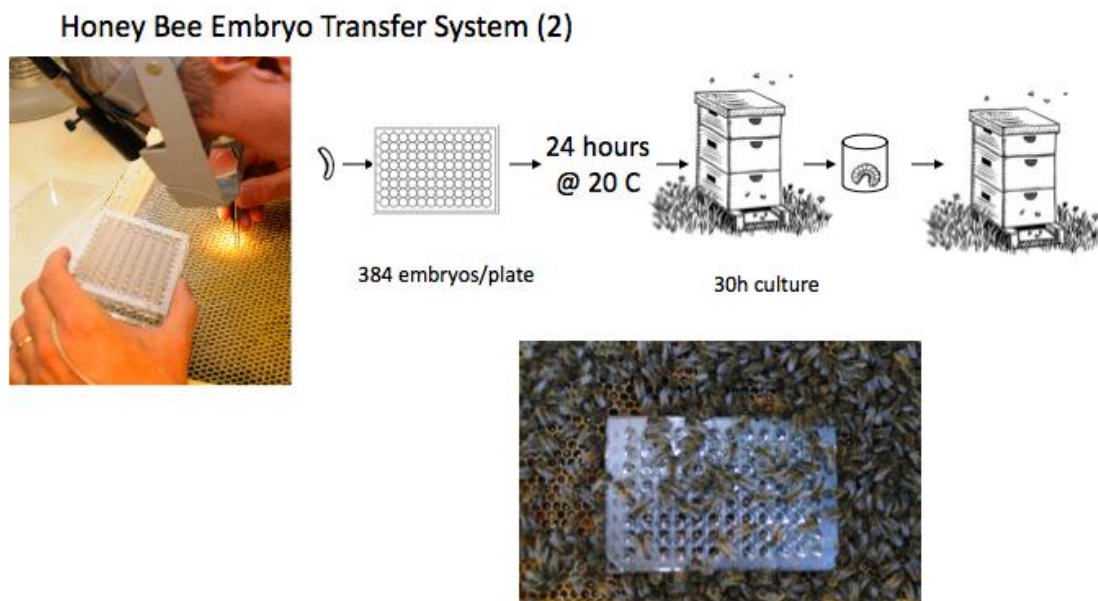 Honey Bee Embryo Transfer System (2)
24 hours
@ 20 C
384 embryos/plate
30h culture